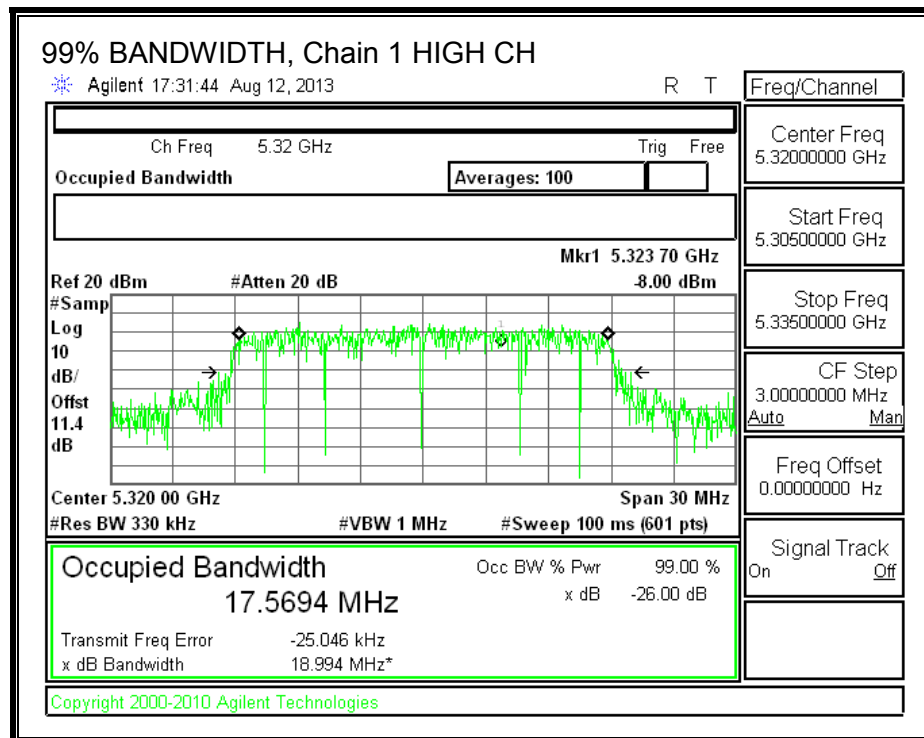 99% BANDWIDTH, Chain 1 HIGH CH
Agilent 17:31:44 Aug 12, 2013 R T
Ch Freq 5.32 GHz Trig Free
Occupied Bandwidth Averages: 100
Mkr1 5.323 70 GHz
Ref 20 dBm #Atten 20 dB -8.00 dBm
#Samp
Log
10
dB/
Offst
11.4
dB
1
Center 5.320 00 GHz Span 30 MHz
#Res BW 330 kHz #VBW 1 MHz #Sweep 100 ms (601 pts)
Occupied Bandwidth Occ BW % Pwr 99.00 %
17.5694 MHz x dB -26.00 dB
Transmit Freq Error -25.046 kHz
x dB Bandwidth 18.994 MHz*
Copyright 2000-2010 Agilent Technologies
Freq/Channel
Center Freq
5.32000000 GHz
Start Freq
5.30500000 GHz
Stop Freq
5.33500000 GHz
CF Step
3.00000000 MHz
Auto Man
Freq Offset
0.00000000 Hz
Signal Track
On Off